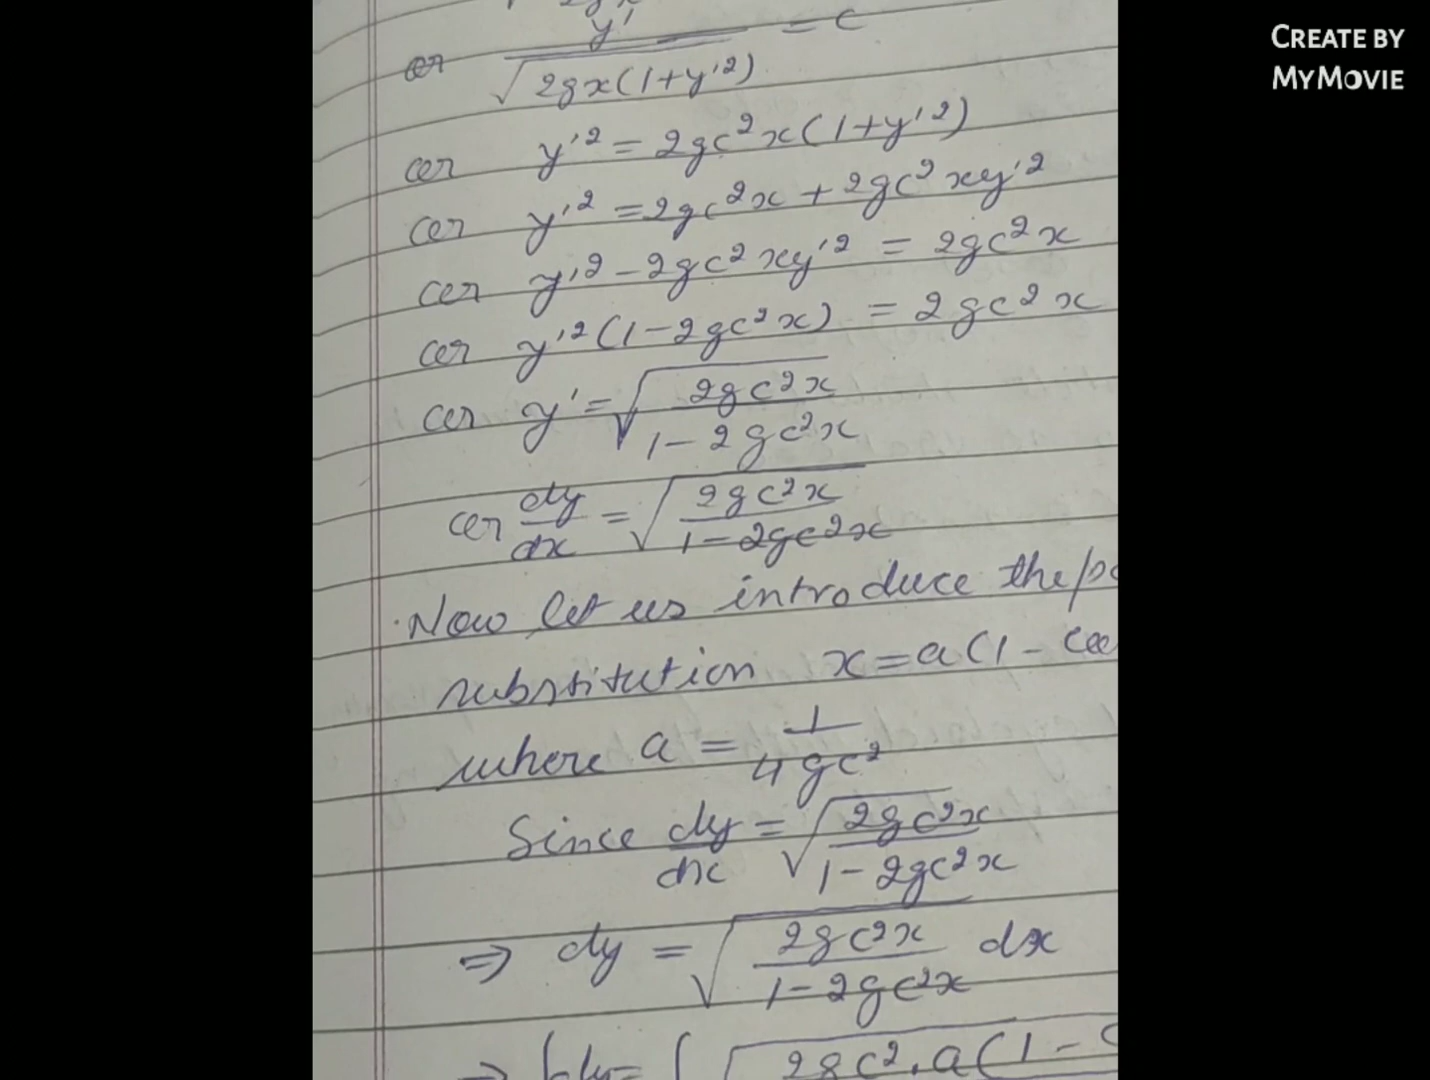 CREATE BY
MYMOVIE
or y' / √(2gx(1+y'²)) = c
or y'² = 2gc²x(1+y'²)
or y'² = 2gc²x + 2gc²xy'²
or y'² - 2gc²xy'² = 2gc²x
or y'²(1-2gc²x) = 2gc²x
or y' = √(2gc²x / 1-2gc²x)
or dy/dx = √(2gc²x / 1-2gc²x)
Now let us introduce the
substitution x = a(1-
where a = 1/4gc²
Since dy/dx = √(2gc²x / 1-2gc²x)
⇒ dy = √(2gc²x / 1-2gc²x) dx
⇒ ∫dy = ∫√(2gc².a(1-